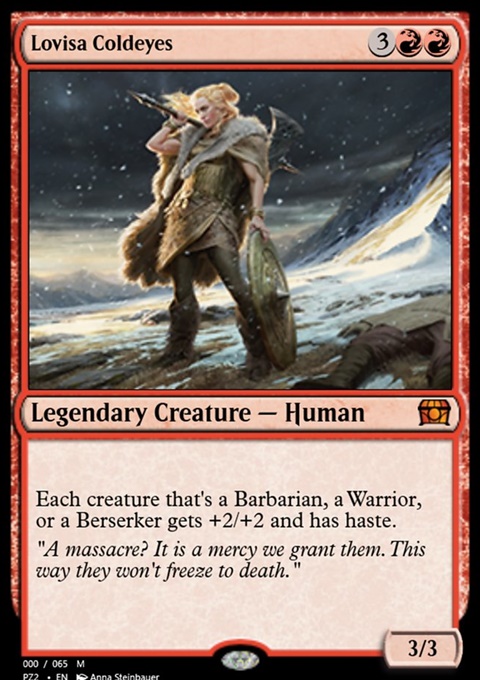 Lovisa Coldeyes 3
Legendary Creature — Human
Each creature that's a Barbarian, a Warrior,
or a Berserker gets +2/+2 and has haste.
"A massacre? It is a mercy we grant them. This
way they won't freeze to death."
3/3
000 / 065 M
PZ2 • EN Anna Steinbauer